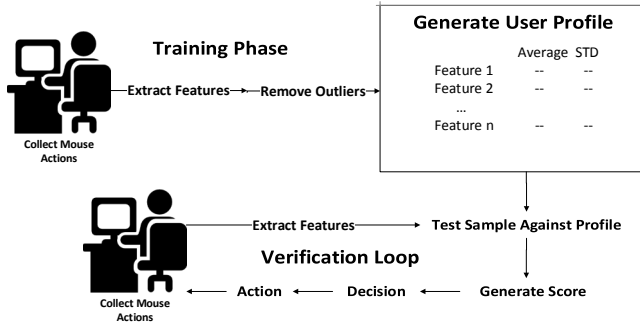 Training Phase
Collect Mouse
Actions
Extract Features
Remove Outliers
Generate User Profile
Average STD
Feature 1 -- --
Feature 2 -- --
...
Feature n -- --
Extract Features
Test Sample Against Profile
Verification Loop
Collect Mouse
Actions
Action
Decision
Generate Score